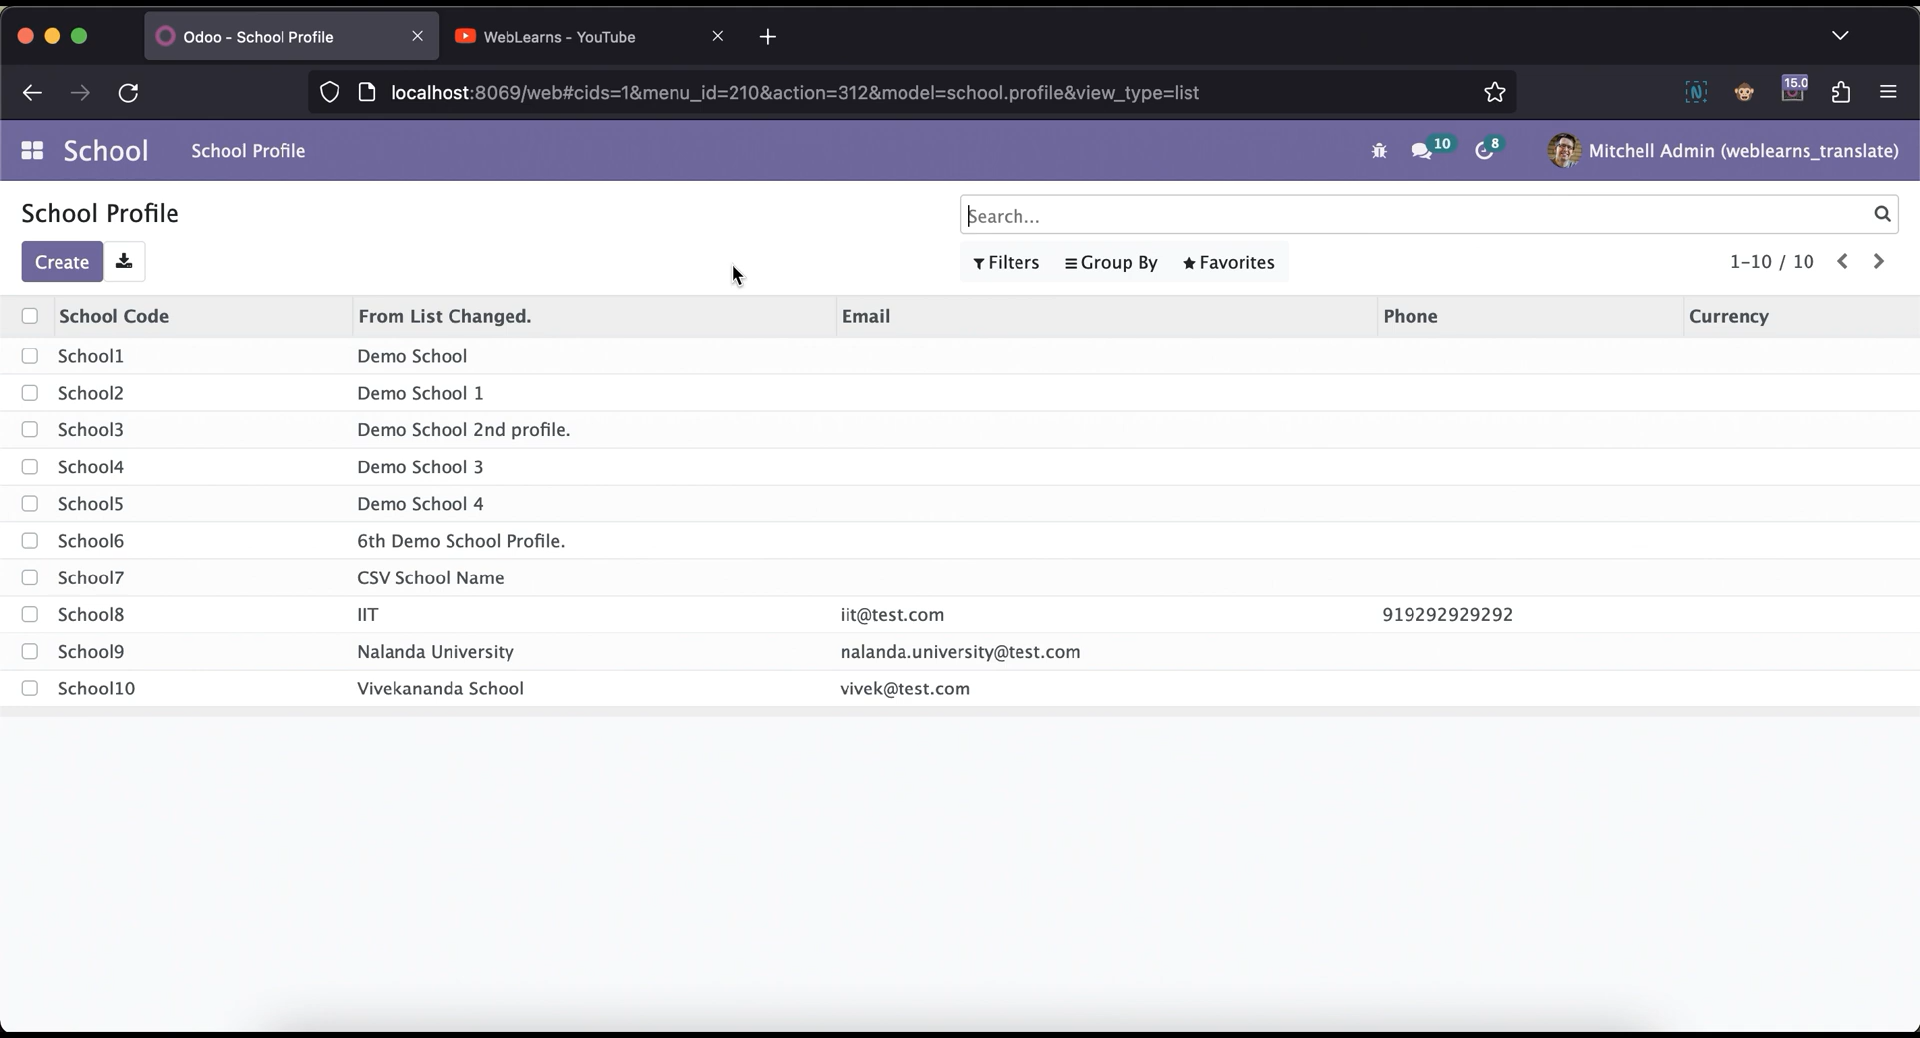 Odoo - School Profile
WebLearns - YouTube
localhost:8069/web#cids=1&menu_id=210&action=312&model=school.profile&view_type=list
15.0
School School Profile 10 8 Mitchell Admin (weblearns_translate)
School Profile
Search...
Create
Filters Group By Favorites 1-10 / 10
School Code From List Changed. Email Phone Currency
School1 Demo School
School2 Demo School 1
School3 Demo School 2nd profile.
School4 Demo School 3
School5 Demo School 4
School6 6th Demo School Profile.
School7 CSV School Name
School8 IIT iit@test.com 919292929292
School9 Nalanda University nalanda.university@test.com
School10 Vivekananda School vivek@test.com